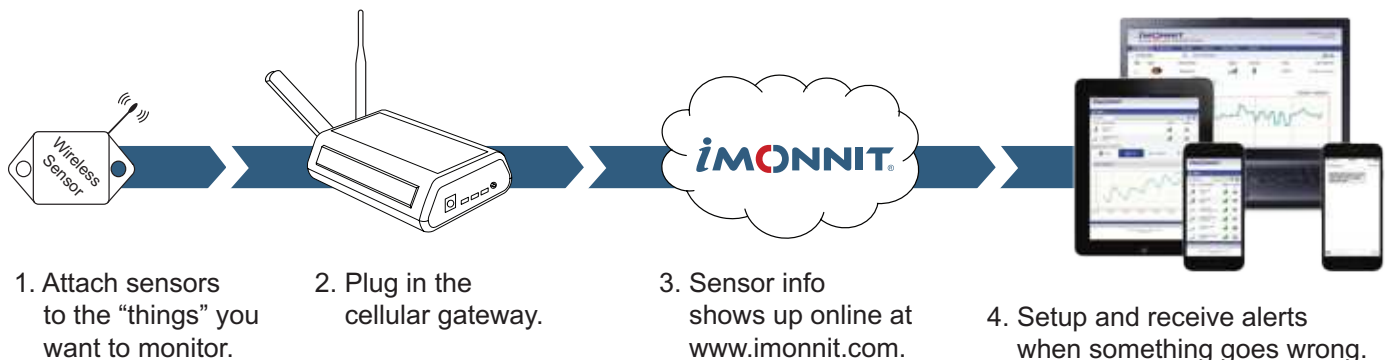 Wireless
Sensor
iMONNIT®
iMONNIT
1. Attach sensors
to the “things” you
want to monitor.
2. Plug in the
cellular gateway.
3. Sensor info
shows up online at
www.imonnit.com.
4. Setup and receive alerts
when something goes wrong.